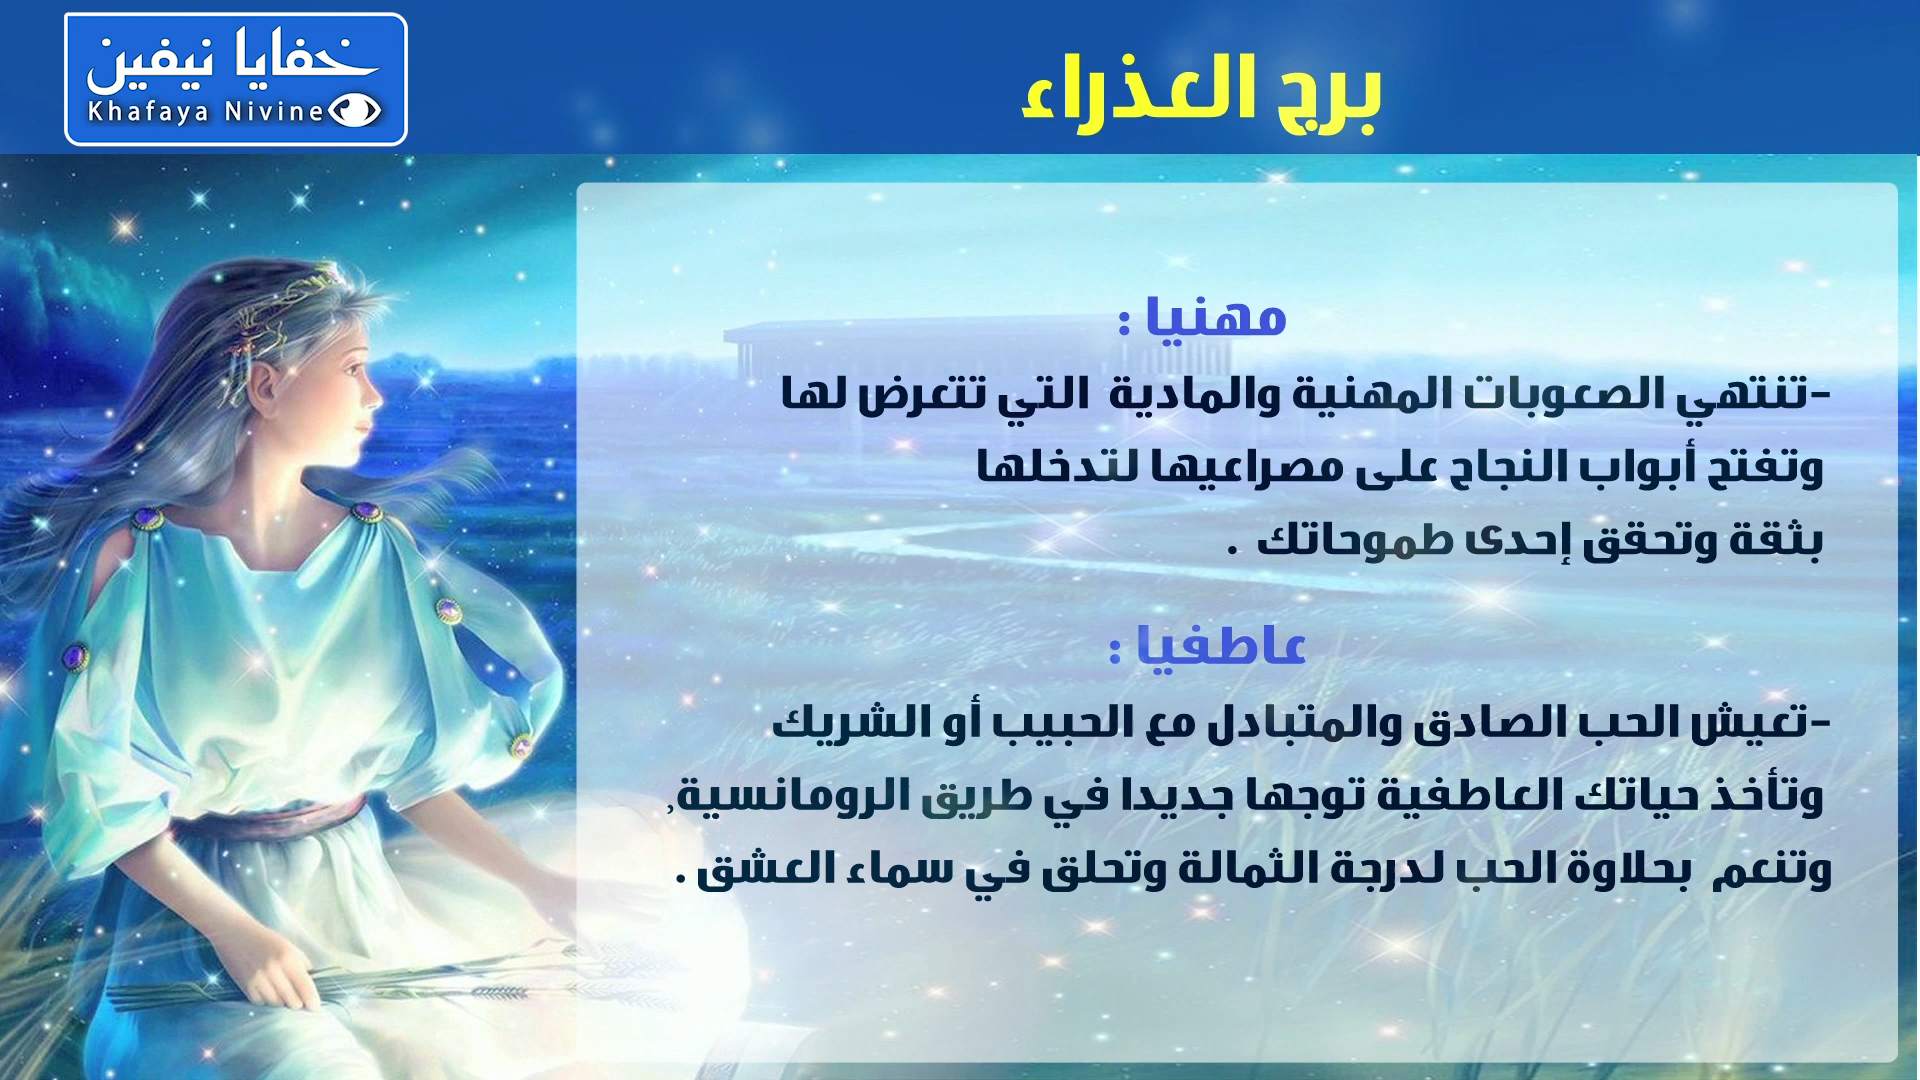 خفايا نيفين
Khafaya Nivine
برج العذراء
مهنيا :
-تنتهي الصعوبات المهنية والمادية التي تتعرض لها
وتفتح أبواب النجاح على مصراعيها لتدخلها
بثقة وتحقق إحدى طموحاتك .
عاطفيا :
-تعيش الحب الصادق والمتبادل مع الحبيب أو الشريك
وتأخذ حياتك العاطفية توجها جديدا في طريق الرومانسية,
وتنعم بحلاوة الحب لدرجة الثمالة وتحلق في سماء العشق .